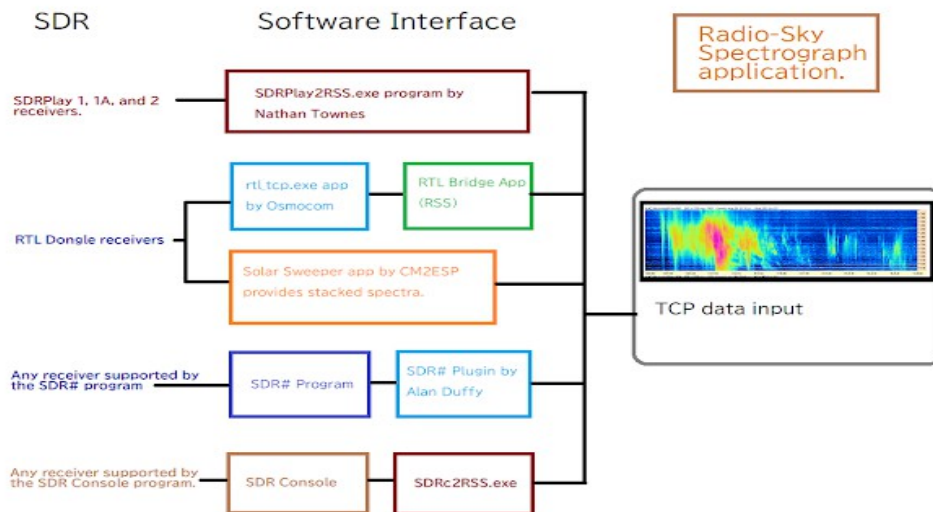 SDR
Software Interface
Radio-Sky
Spectrograph
application.
SDRPlay 1, 1A, and 2
receivers.
SDRPlay2RSS.exe program by
Nathan Townes
rtl_tcp.exe app
by Osmocom
RTL Bridge App
(RSS)
RTL Dongle receivers
Solar Sweeper app by CM2ESP
provides stacked spectra.
TCP data input
Any receiver supported by
the SDR# program
SDR# Program
SDR# Plugin by
Alan Duffy
Any receiver supported by
the SDR Console program.
SDR Console
SDRc2RSS.exe